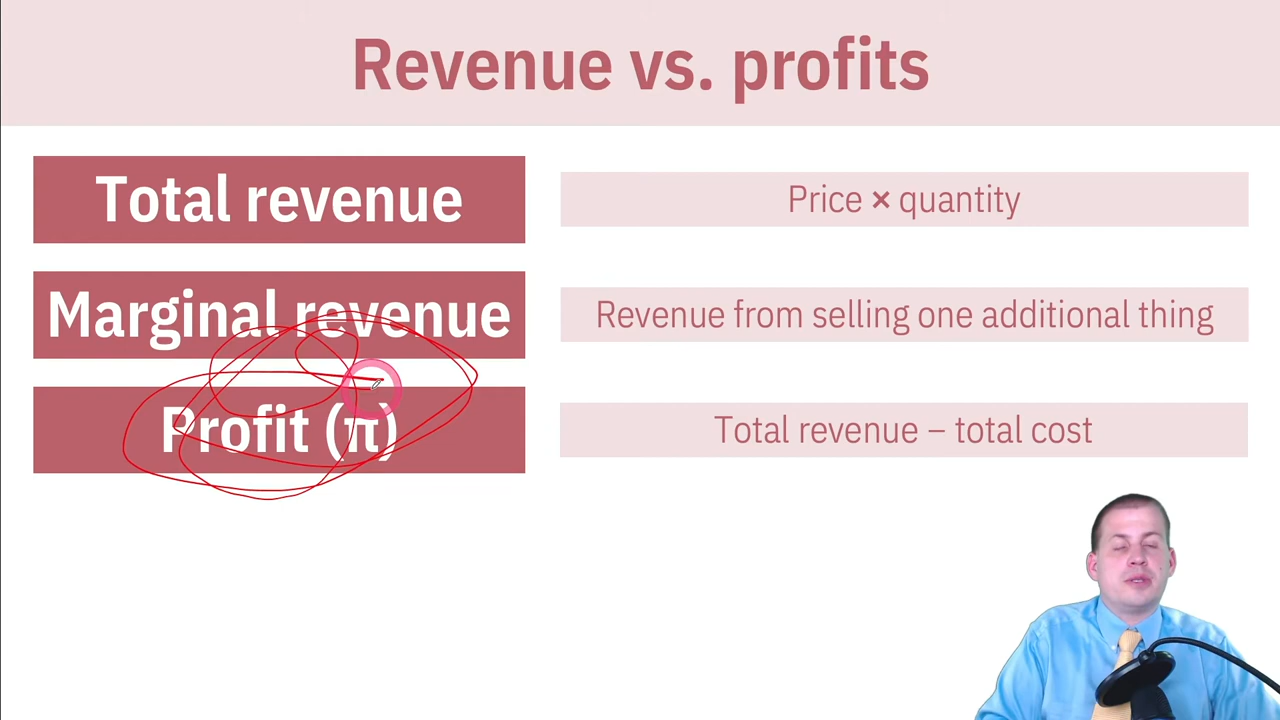 Revenue vs. profits
Total revenue
Price × quantity
Marginal revenue
Revenue from selling one additional thing
Profit (π)
Total revenue – total cost